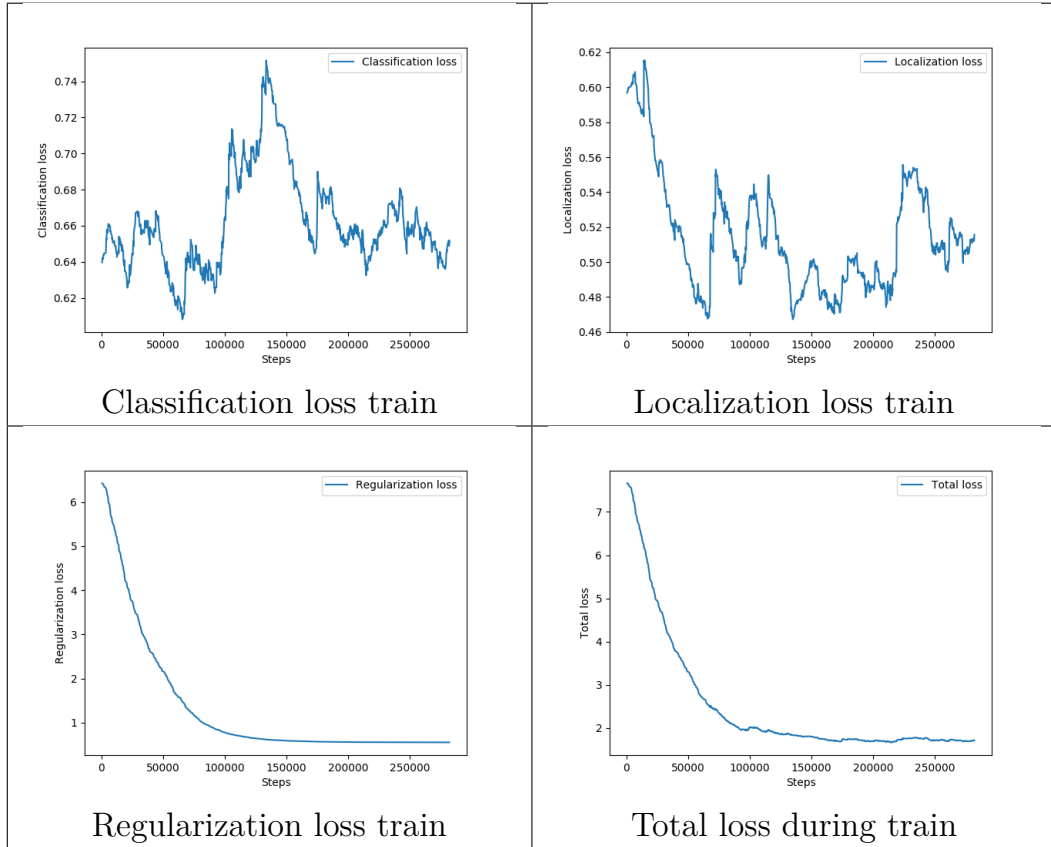 Classification loss
0.74
0.72
0.70
0.68
0.66
0.64
0.62
Classification loss
0 50000 100000 150000 200000 250000
Steps
Classification loss train
Localization loss
0.62
0.60
0.58
0.56
0.54
0.52
0.50
0.48
0.46
Localization loss
0 50000 100000 150000 200000 250000
Steps
Localization loss train
Regularization loss
6
5
4
3
2
1
Regularization loss
0 50000 100000 150000 200000 250000
Steps
Regularization loss train
Total loss
7
6
5
4
3
2
Total loss
0 50000 100000 150000 200000 250000
Steps
Total loss during train